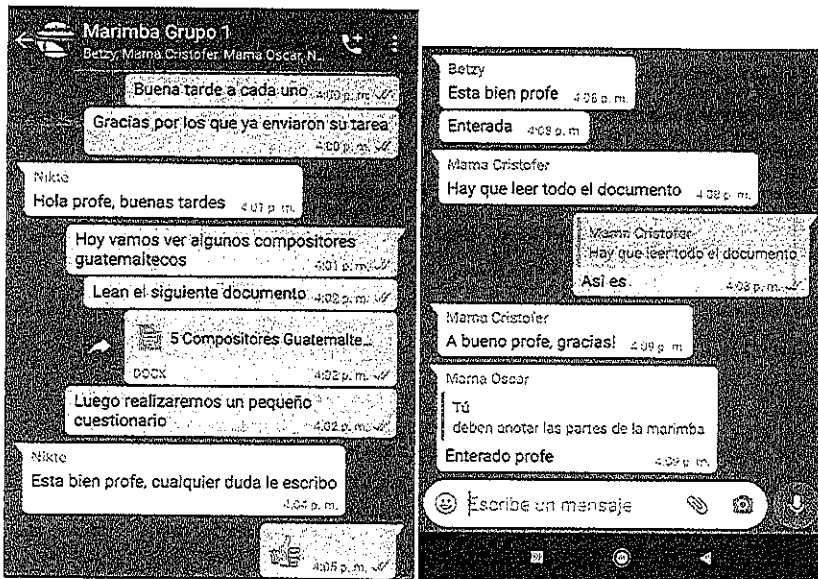 Marimba Grupo 1
Betzy, Mama Cristofer, Mama Oscar, N...
Buena tarde a cada uno 4:00 p. m.
Gracias por los que ya enviaron su tarea
4:00 p. m.
Nikté
Hola profe, buenas tardes 4:01 p. m.
Hoy vamos ver algunos compositores
guatemaltecos 4:01 p. m.
Lean el siguiente documento 4:02 p. m.
5 Compositores Guatemalte...
DOCX 4:02 p. m.
Luego realizaremos un pequeño
cuestionario 4:02 p. m.
Nikté
Esta bien profe, cualquier duda le escribo
4:04 p. m.
4:05 p. m.
Betzy
Esta bien profe 4:06 p. m.
Enterada 4:08 p. m.
Mama Cristofer
Hay que leer todo el documento 4:08 p. m.
Mama Cristofer
Hay que leer todo el documento
Asi es 4:08 p. m.
Mama Cristofer
A bueno profe, gracias! 4:09 p. m.
Mama Oscar
Tú
deben anotar las partes de la marimba
Enterado profe 4:09 p. m.
Escribe un mensaje